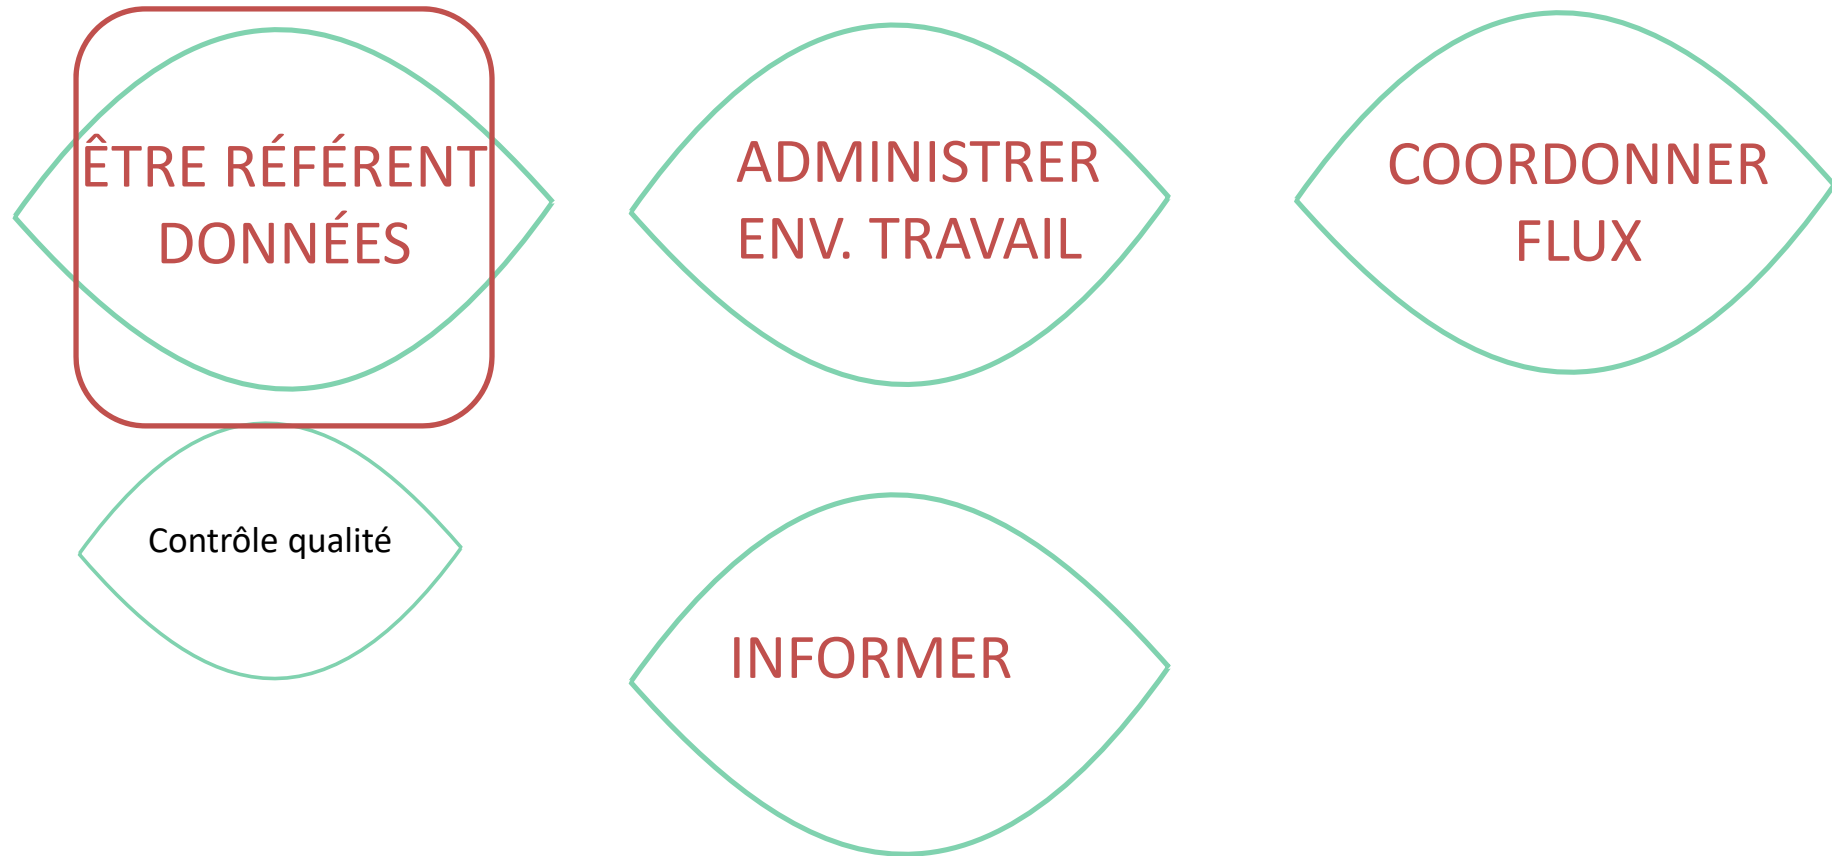 ÊTRE RÉFÉRENT
DONNÉES
ADMINISTRER
ENV. TRAVAIL
COORDONNER
FLUX
Contrôle qualité
INFORMER